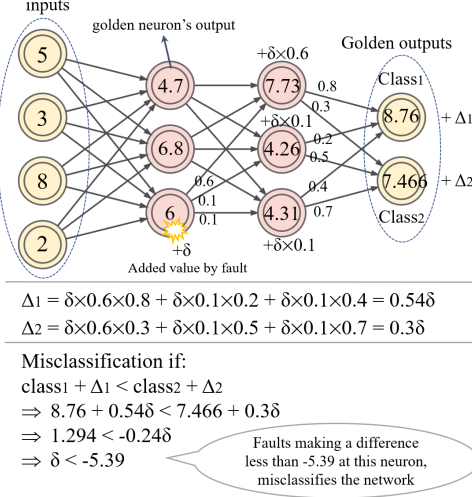 inputs
golden neuron's output
+δ×0.6
Golden outputs
5
4.7
7.73
0.8
Class1
0.3
3
+δ×0.1
8.76
+ Δ1
6.8
4.26
0.2
0.5
8
0.6
0.4
7.466
+ Δ2
0.1
6
0.1
4.31
0.7
Class2
2
+δ
+δ×0.1
Added value by fault
Δ1 = δ×0.6×0.8 + δ×0.1×0.2 + δ×0.1×0.4 = 0.54δ
Δ2 = δ×0.6×0.3 + δ×0.1×0.5 + δ×0.1×0.7 = 0.3δ
Misclassification if:
class1 + Δ1 < class2 + Δ2
⇒ 8.76 + 0.54δ < 7.466 + 0.3δ
⇒ 1.294 < -0.24δ
⇒ δ < -5.39
Faults making a difference
less than -5.39 at this neuron,
misclassifies the network